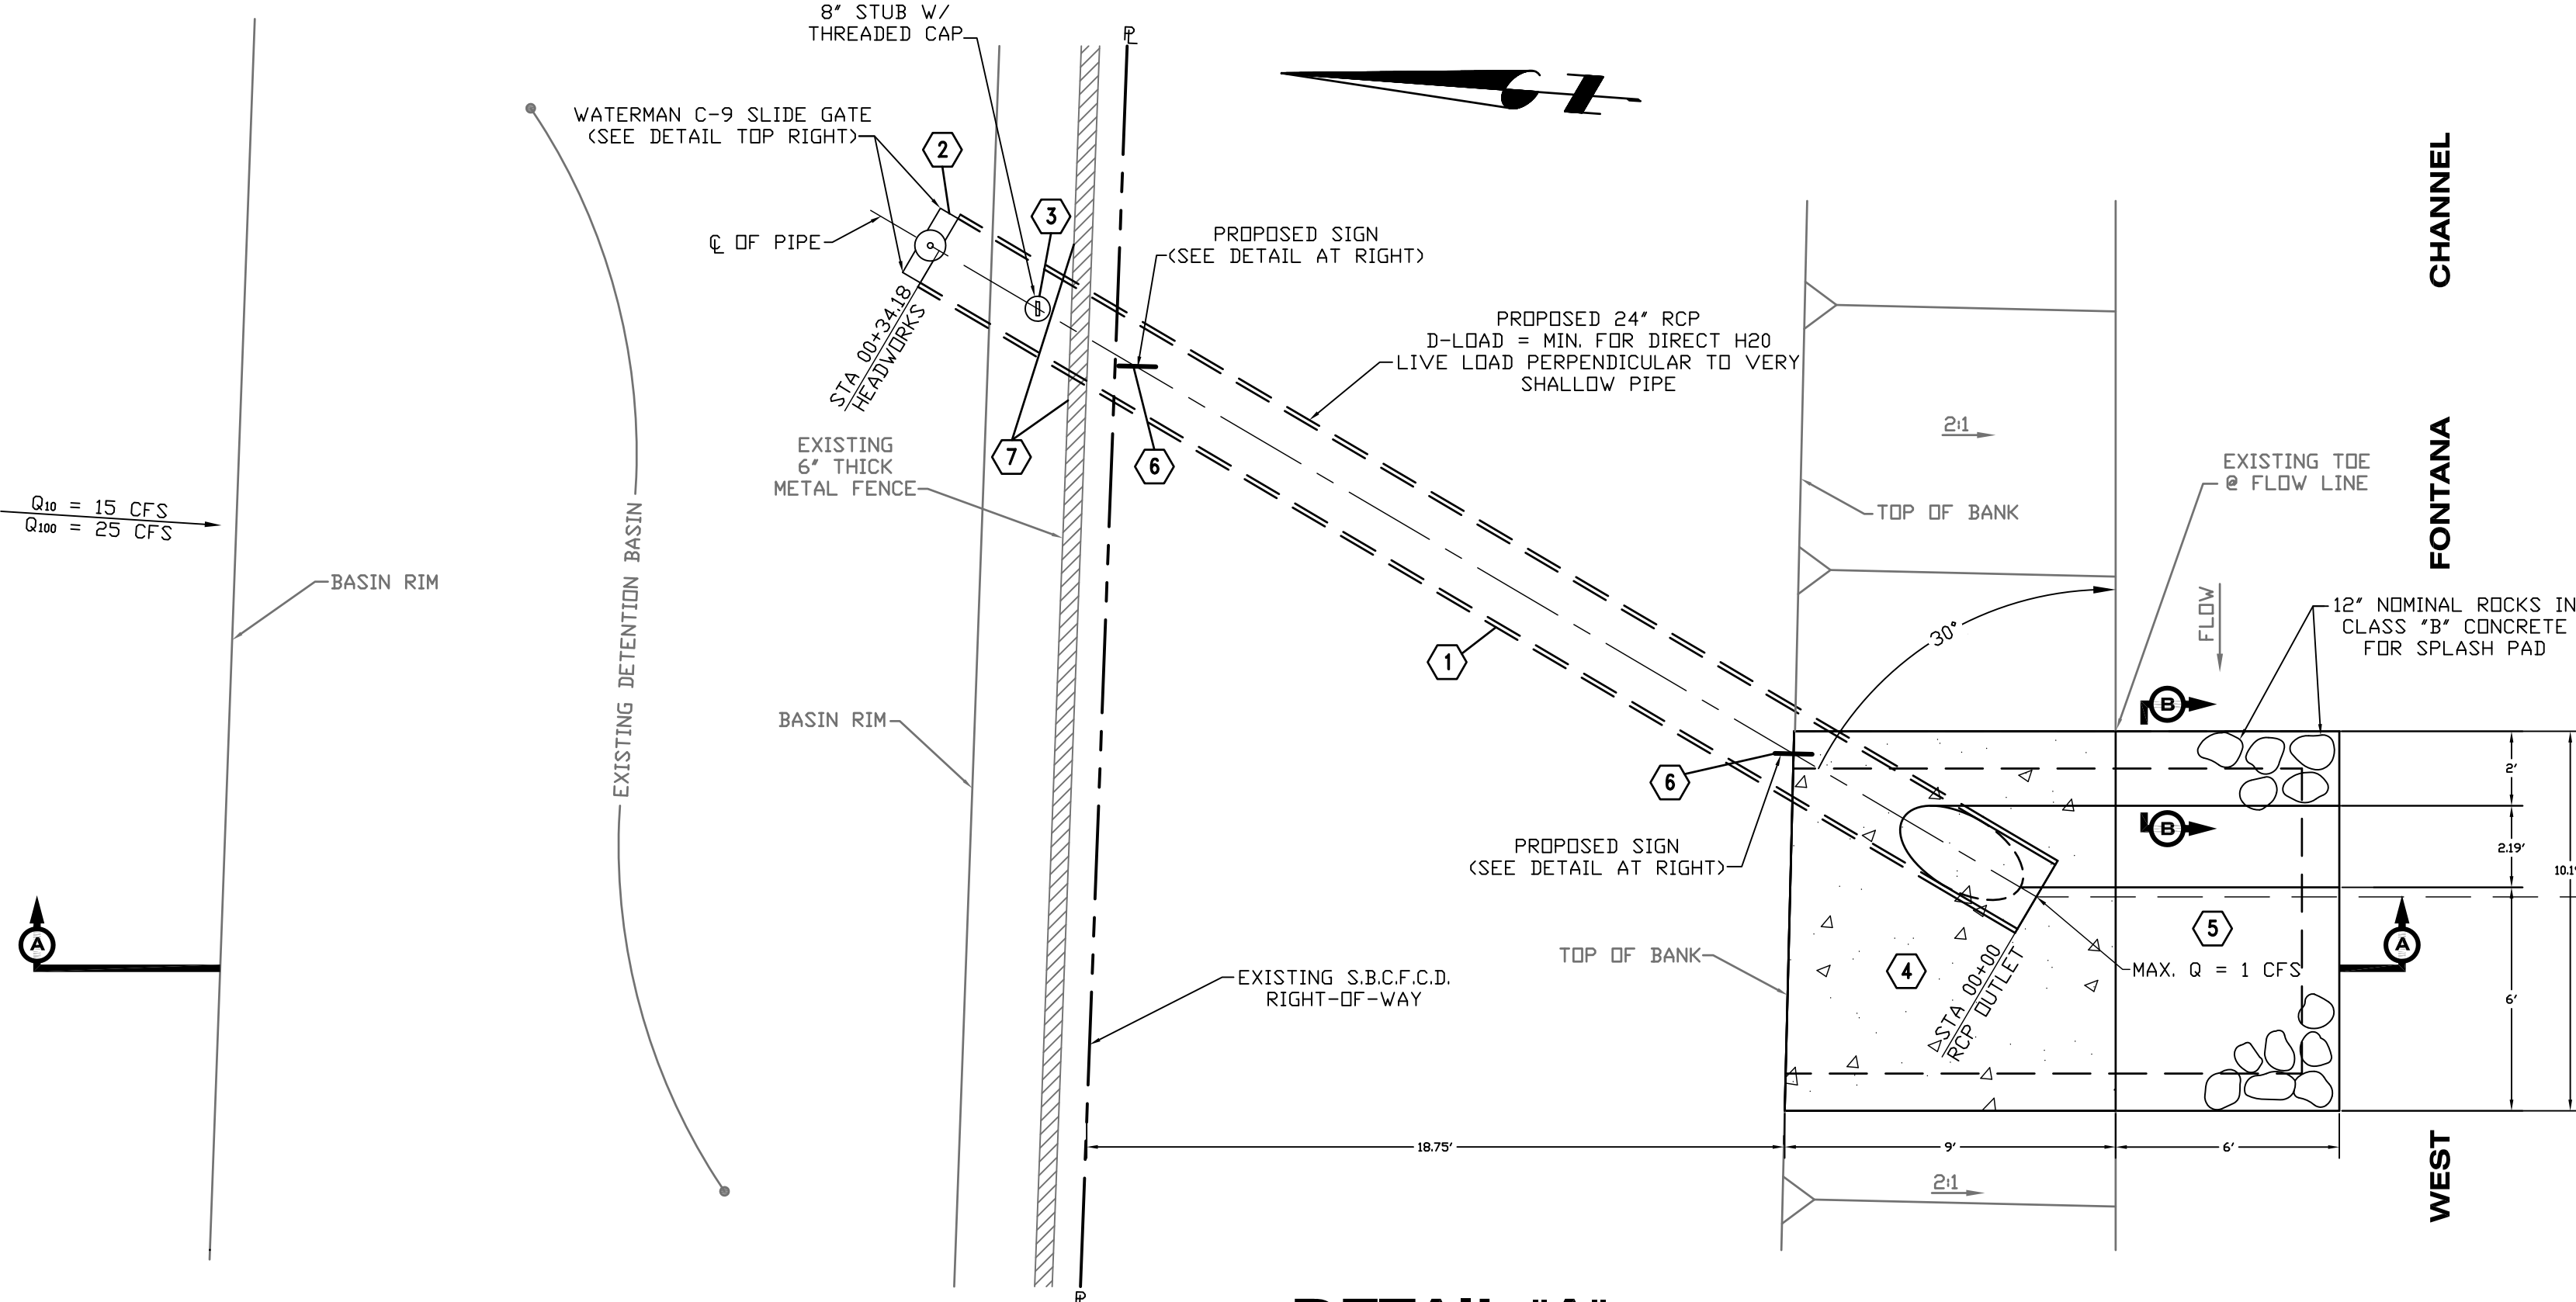 8" STUB W/
THREADED CAP
PL
WATERMAN C-9 SLIDE GATE
(SEE DETAIL TOP RIGHT)
2
3
℄ OF PIPE
STA 00+34.18
HEADWORKS
N
PROPOSED SIGN
(SEE DETAIL AT RIGHT)
PROPOSED 24" RCP
D-LOAD = MIN. FOR DIRECT H20
LIVE LOAD PERPENDICULAR TO VERY
SHALLOW PIPE
CHANNEL
FONTANA
WEST
EXISTING
6" THICK
METAL FENCE
7
6
Q10 = 15 CFS
Q100 = 25 CFS
BASIN RIM
EXISTING DETENTION BASIN
BASIN RIM
2:1
TOP OF BANK
EXISTING TOE
@ FLOW LINE
FLOW
12" NOMINAL ROCKS IN
CLASS "B" CONCRETE
FOR SPLASH PAD
30°
1
B
B
6
PROPOSED SIGN
(SEE DETAIL AT RIGHT)
2'
2.19'
6'
A
A
TOP OF BANK
4
5
STA 00+00
RCP OUTLET
MAX. Q = 1 CFS
EXISTING S.B.C.F.C.D.
RIGHT-OF-WAY
18.75'
9'
6'
2:1